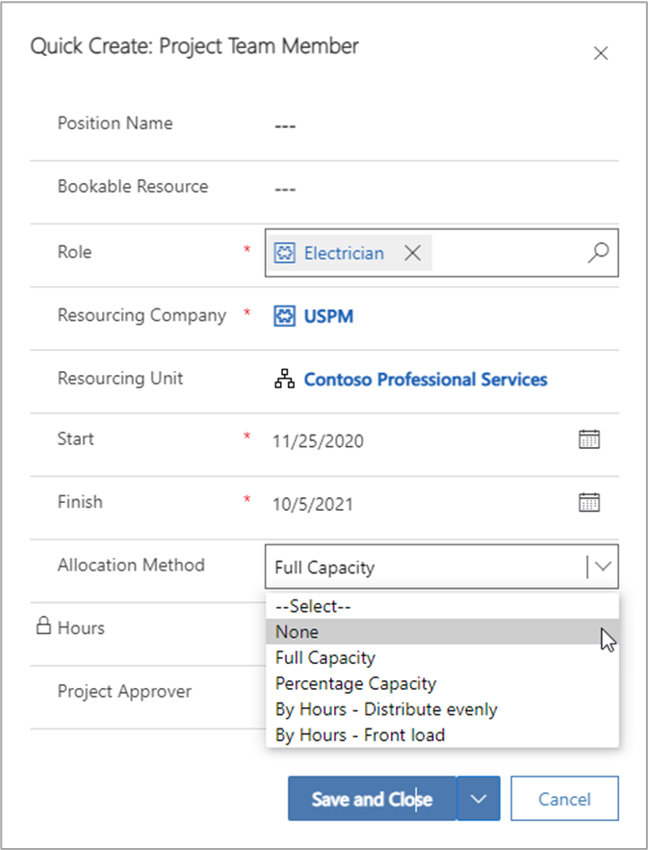 Quick Create: Project Team Member
Position Name ---
Bookable Resource ---
Role * Electrician
Resourcing Company * USPM
Resourcing Unit Contoso Professional Services
Start * 11/25/2020
Finish * 10/5/2021
Allocation Method Full Capacity
--Select--
Hours None
Full Capacity
Project Approver Percentage Capacity
By Hours - Distribute evenly
By Hours - Front load
Save and Close Cancel